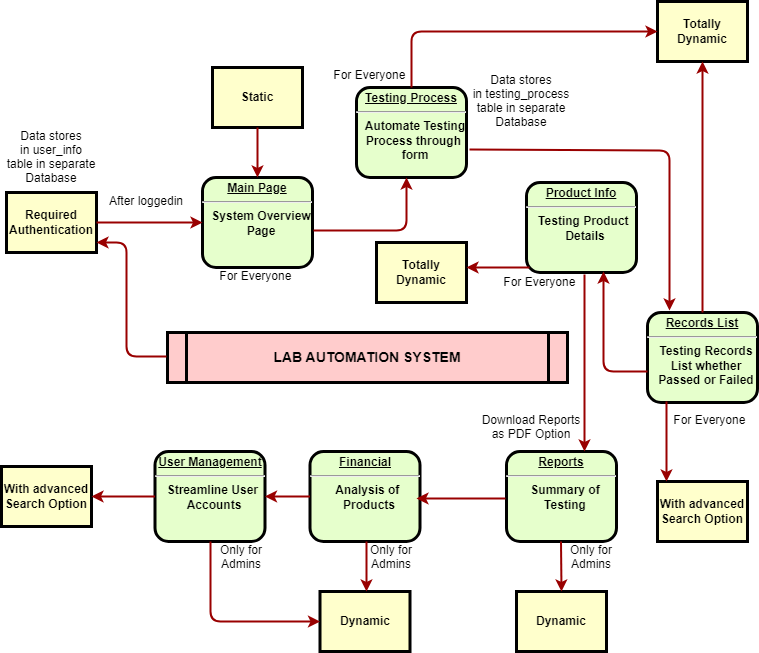 Totally
Dynamic
For Everyone
Static
Testing Process
Automate Testing
Process through
form
Data stores
in testing_process
table in separate
Database
Data stores
in user_info
table in separate
Database
Required
Authentication
After loggedin
Main Page
System Overview
Page
For Everyone
Product Info
Testing Product
Details
For Everyone
Totally
Dynamic
LAB AUTOMATION SYSTEM
Records List
Testing Records
List whether
Passed or Failed
For Everyone
With advanced
Search Option
Download Reports
as PDF Option
Reports
Summary of
Testing
Only for
Admins
Dynamic
Financial
Analysis of
Products
Only for
Admins
Dynamic
User Management
Streamline User
Accounts
Only for
Admins
With advanced
Search Option